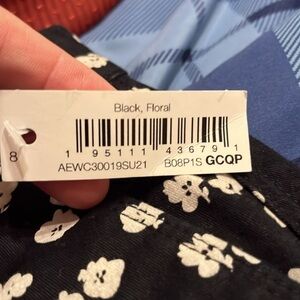 Black, Floral
8
1 95111 43679 1
AEWC30019SU21 B08P1S GCQP